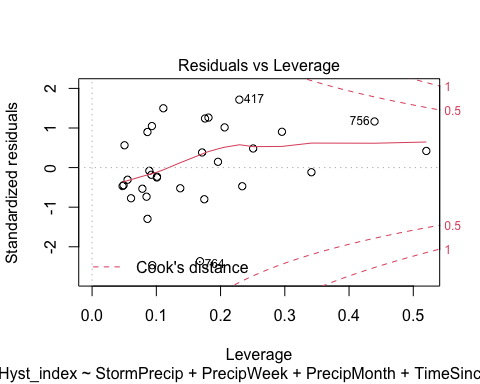 Residuals vs Leverage
Standardized residuals
2
1
0
-1
-2
417
756
764
1
0.5
0.5
1
Cook's distance
0.0 0.1 0.2 0.3 0.4 0.5
Leverage
Hyst_index ~ StormPrecip + PrecipWeek + PrecipMonth + TimeSinc